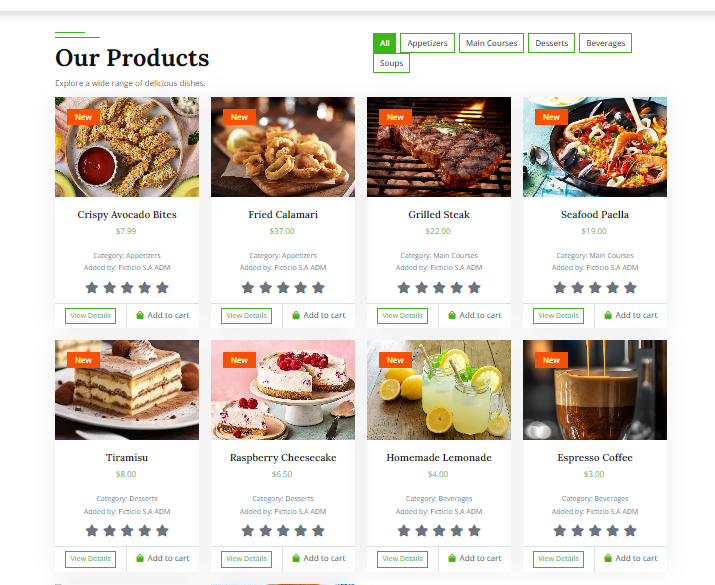 Our Products
Explore a wide range of delicious dishes.
All
Appetizers
Main Courses
Desserts
Beverages
Soups
New
Crispy Avocado Bites
$7.99
Category: Appetizers
Added by: Ficticio S.A ADM
View Details
Add to cart
New
Fried Calamari
$37.00
Category: Appetizers
Added by: Ficticio S.A ADM
View Details
Add to cart
New
Grilled Steak
$22.00
Category: Main Courses
Added by: Ficticio S.A ADM
View Details
Add to cart
New
Seafood Paella
$19.00
Category: Main Courses
Added by: Ficticio S.A ADM
View Details
Add to cart
New
Tiramisu
$8.00
Category: Desserts
Added by: Ficticio S.A ADM
View Details
Add to cart
New
Raspberry Cheesecake
$6.50
Category: Desserts
Added by: Ficticio S.A ADM
View Details
Add to cart
New
Homemade Lemonade
$4.00
Category: Beverages
Added by: Ficticio S.A ADM
View Details
Add to cart
New
Espresso Coffee
$3.00
Category: Beverages
Added by: Ficticio S.A ADM
View Details
Add to cart